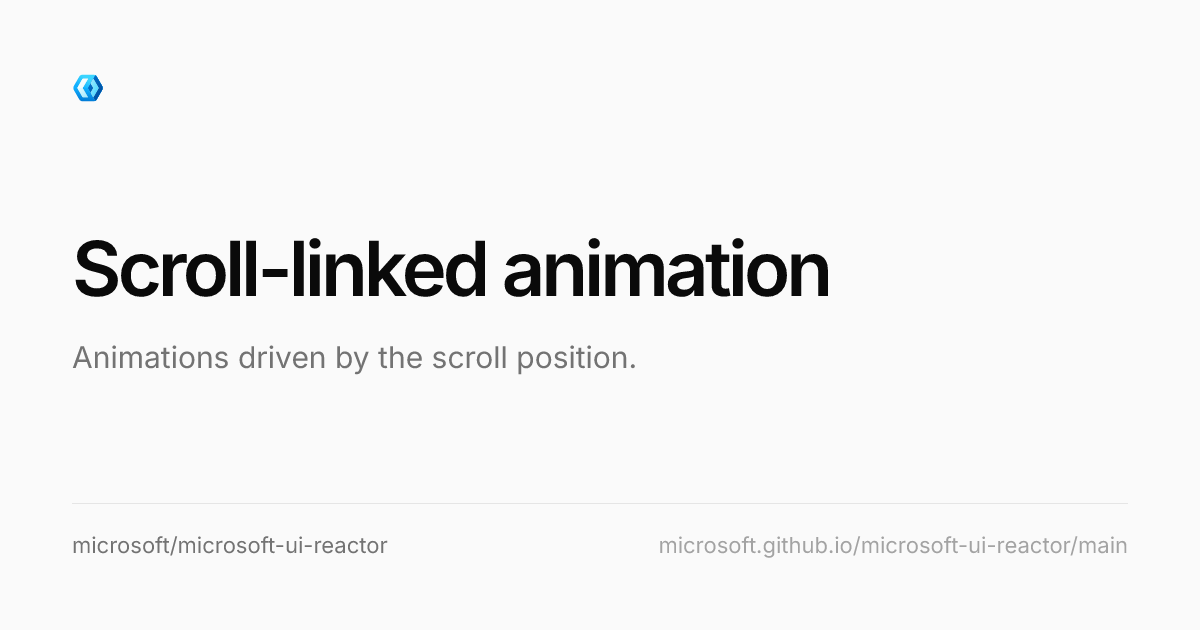 Scroll-linked animation
Animations driven by the scroll position.
microsoft/microsoft-ui-reactor
microsoft.github.io/microsoft-ui-reactor/main